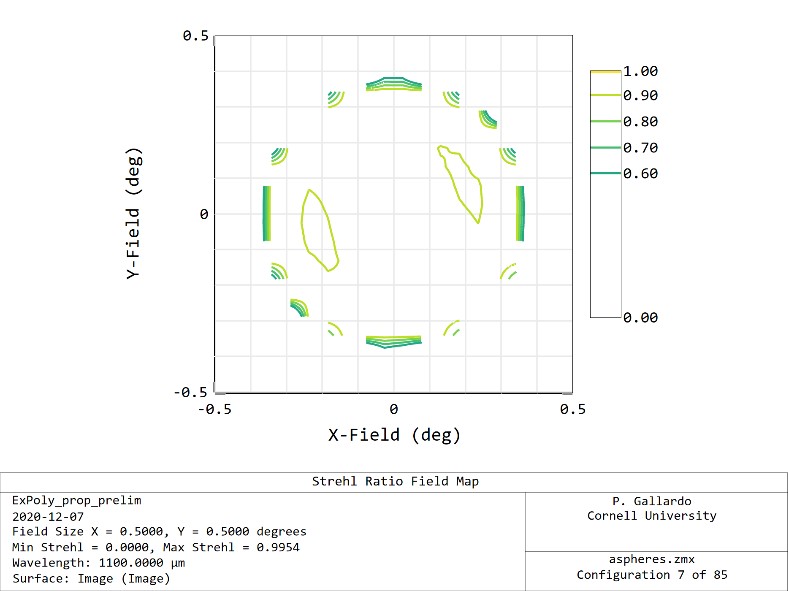 0.5
0
-0.5
Y-Field (deg)
-0.5
0
0.5
X-Field (deg)
1.00
0.90
0.80
0.70
0.60
0.00
Strehl Ratio Field Map
ExPoly_prop_prelim
2020-12-07
Field Size X = 0.5000, Y = 0.5000 degrees
Min Strehl = 0.0000, Max Strehl = 0.9954
Wavelength: 1100.0000 µm
Surface: Image (Image)
P. Gallardo
Cornell University
aspheres.zmx
Configuration 7 of 85